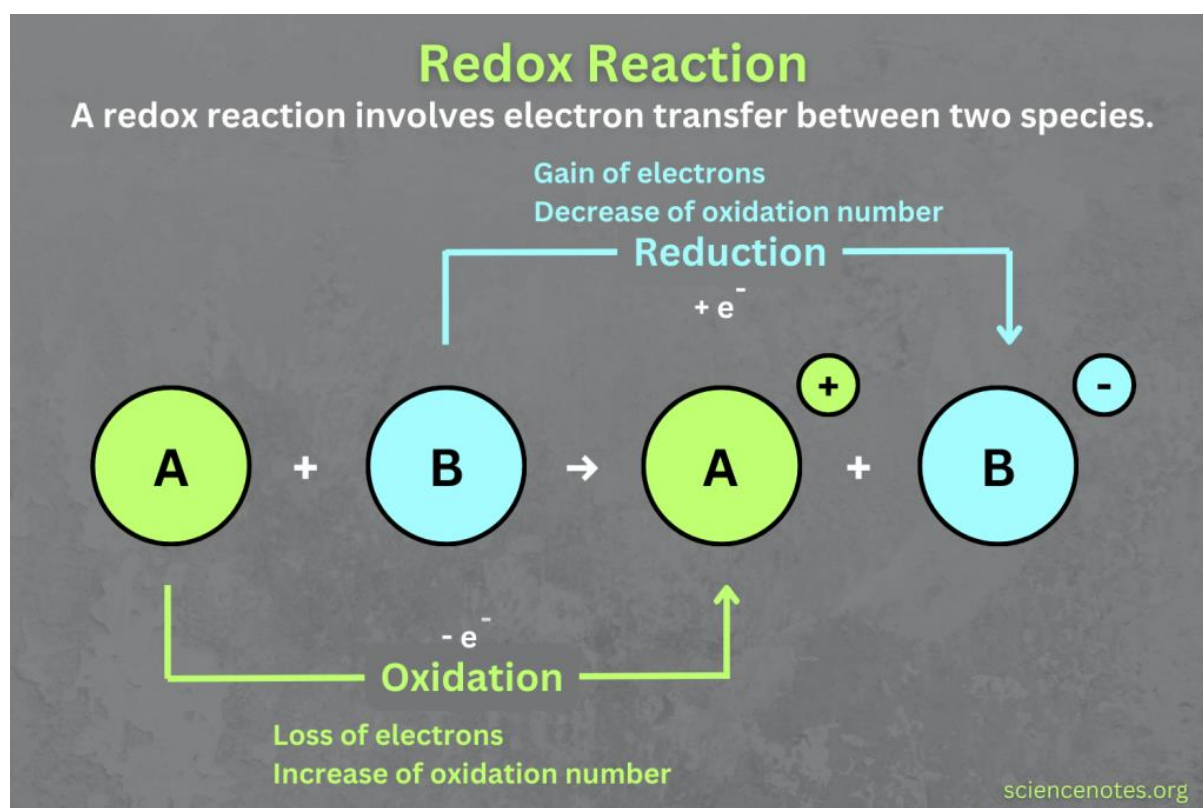 Redox Reaction
A redox reaction involves electron transfer between two species.
Gain of electrons
Decrease of oxidation number
Reduction
+ e⁻
A + B → A + + B -
- e⁻
Oxidation
Loss of electrons
Increase of oxidation number
sciencenotes.org